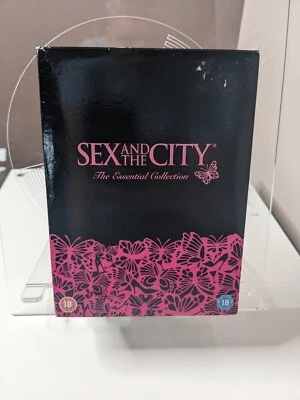 SEX AND THE CITY®
The Essential Collection
18
18